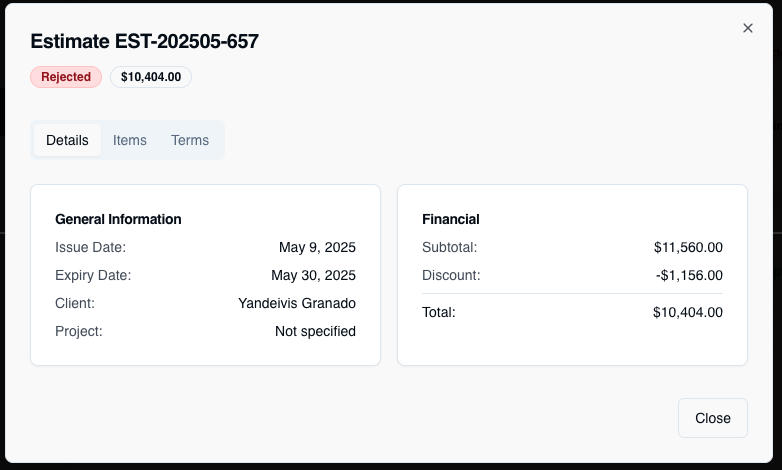 Estimate EST-202505-657
Rejected $10,404.00
Details Items Terms
General Information
Issue Date: May 9, 2025
Expiry Date: May 30, 2025
Client: Yandeivis Granado
Project: Not specified
Financial
Subtotal: $11,560.00
Discount: -$1,156.00
Total: $10,404.00
Close